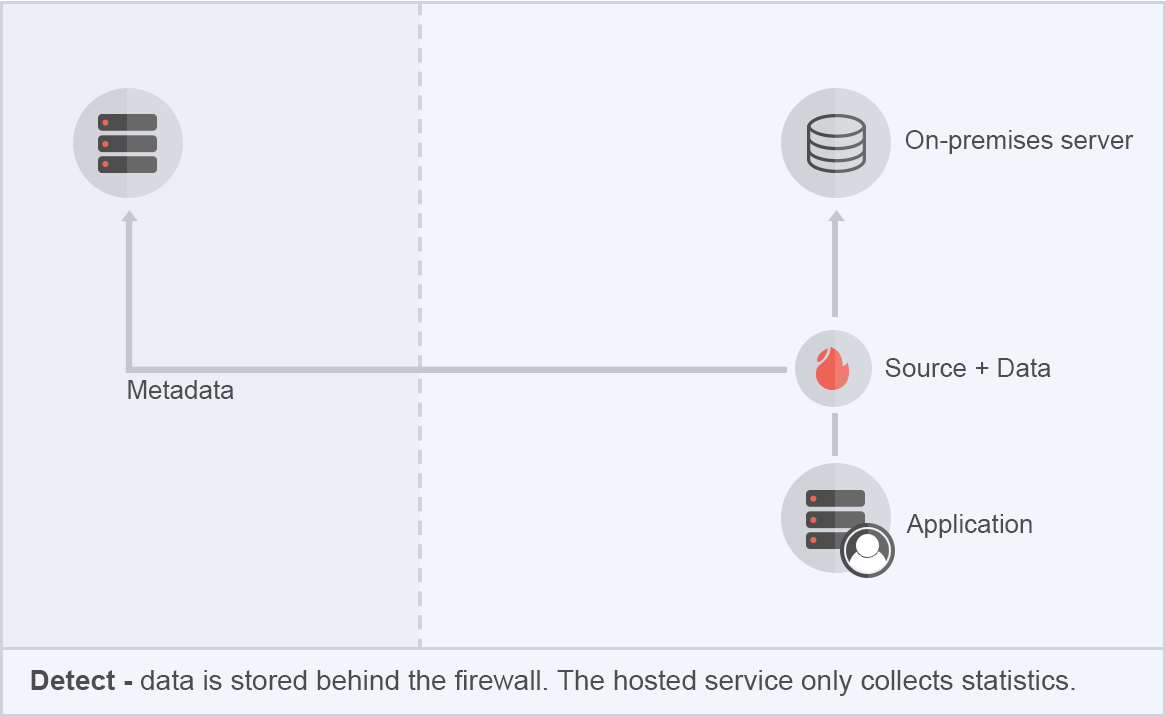 On-premises server
Source + Data
Metadata
Application
Detect - data is stored behind the firewall. The hosted service only collects statistics.